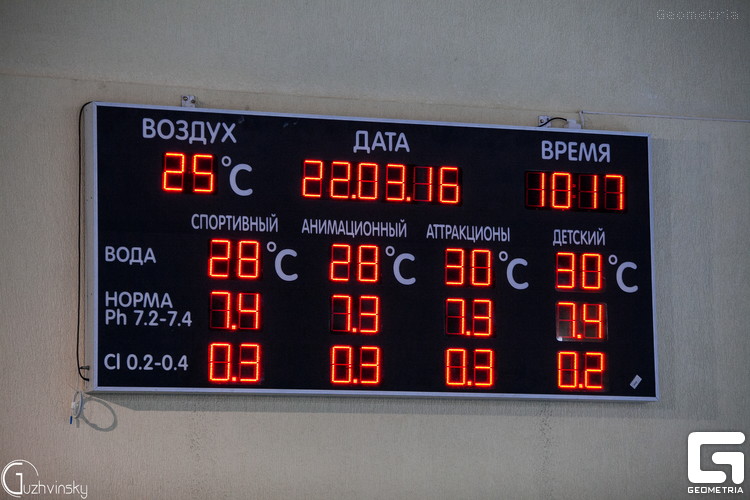 Geometria
ВОЗДУХ ДАТА ВРЕМЯ
25°C 22.03.16 10:17
СПОРТИВНЫЙ АНИМАЦИОННЫЙ АТТРАКЦИОНЫ ДЕТСКИЙ
ВОДА 28°C 28°C 30°C 30°C
НОРМА
Ph 7.2-7.4 7.4 7.3 7.3 7.4
Cl 0.2-0.4 0.3 0.3 0.3 0.2
Guzhvinsky
GEOMETRIA